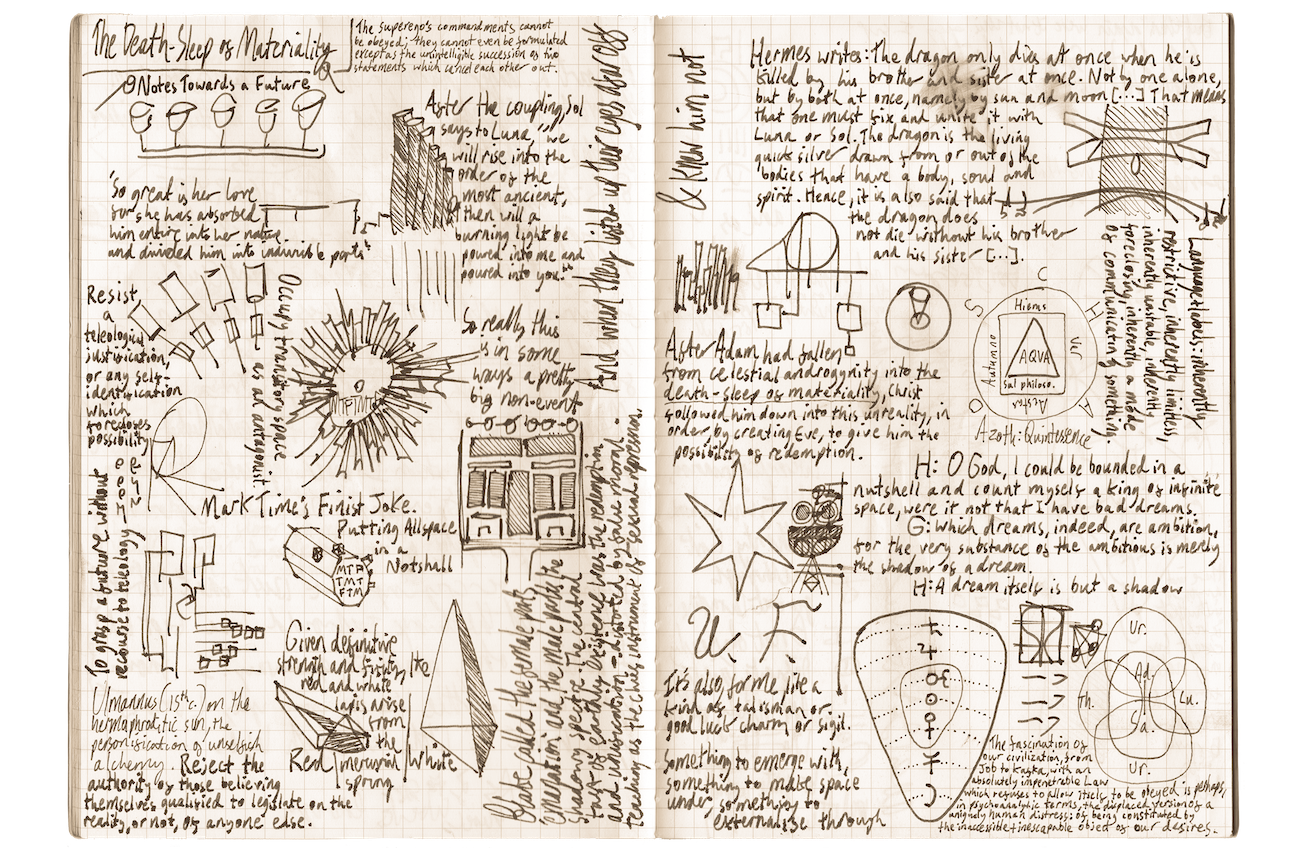 The Death-Sleep of Materiality
Notes Towards a Future
The superego's commandments cannot
be obeyed; they cannot even be formulated
except as the unintelligible succession of two
statements which cancel each other out.
After the coupling, Sol
says to Luna, "we
will rise into the
order of the
most ancient,
then will a
burning light be
poured into me and
poured into you."
'So great is her love
for she has absorbed
him entire into her nature
and divided him into indivisible parts"
Resist
a
teleological
justification,
or any self-
identification
which
forecloses
possibility
Occupy transitory space
as an antagonist
So really this
is in some
ways a pretty
big non-event
Mark Time's Finist Joke.
Putting Allspace
in a
Notshall
MTP
TMT
FTM
To grasp a future without
recourse to teleology
Given definitive
strength and fixity, the
red and white
lapis arise
from
the
mercurial
spring
Red
White
Ulmannus (15th c.) on the
hermaphroditic sun, the
personification of unselfish
alchemy. Reject the
authority of those believing
themselves qualified to legislate on the
reality, or not, of anyone else.
Blake called the female parts
Emanation and the male parts the
shadowy spectre. The central
target of earthly existence was the redemption
and unification - distorted by false moral
teaching as the chief instrument of sexual repression.
And when they lifted up their eyes afar off
& knew him not
Hermes writes: The dragon only dies at once when he is
killed by his brother and sister at once. Not by one alone,
but by both at once, namely by sun and moon [...] That means
that one must fix and unite it with
Luna or Sol. The dragon is the living
quicksilver drawn from or out of the
bodies that have a body, soul and
spirit. Hence, it is also said that
the dragon does
not die without his brother
and his sister [...].
Language is lexus: inherently
restrictive, inherently limitless,
inherently unstable, inherently
foreclosing, inherently a mode
of communicating something.
After Adam had fallen
from celestial androgynity into the
death-sleep of materiality, Christ
followed him down into this unreality, in
order, by creating Eve, to give him the
possibility of redemption.
S C H A O
Hiems
Ver
Autumno
AQVA
Sal philoso.
Aestas
Azoth: Quintessence
H: O God, I could be bounded in a
nutshell and count myself a King of infinite
space, were it not that I have bad dreams.
G: Which dreams, indeed, are ambition,
for the very substance of the ambitious is merely
the shadow of a dream.
H: A dream itself is but a shadow
It's also for me like a
kind of talisman or
good luck charm or sigil.
something to emerge with,
something to make space
under, something to
externalise through
Ur.
Ad.
Th.
Lu.
Sa.
Ur.
The fascination of
our civilization, from
Job to Kafka, with an
absolutely impenetrable Law
which refuses to allow itself to be obeyed is perhaps,
in psychoanalytic terms, the displaced version of a
uniquely human distress: of being constituted by
the inaccessible + inescapable object of our desires.